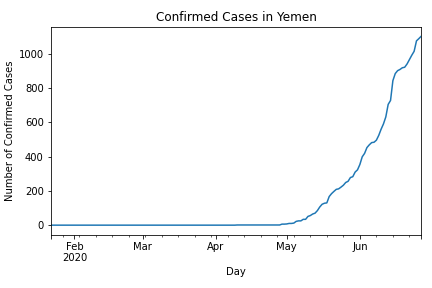 Confirmed Cases in Yemen
Number of Confirmed Cases
1000
800
600
400
200
0
Feb Mar Apr May Jun
2020
Day